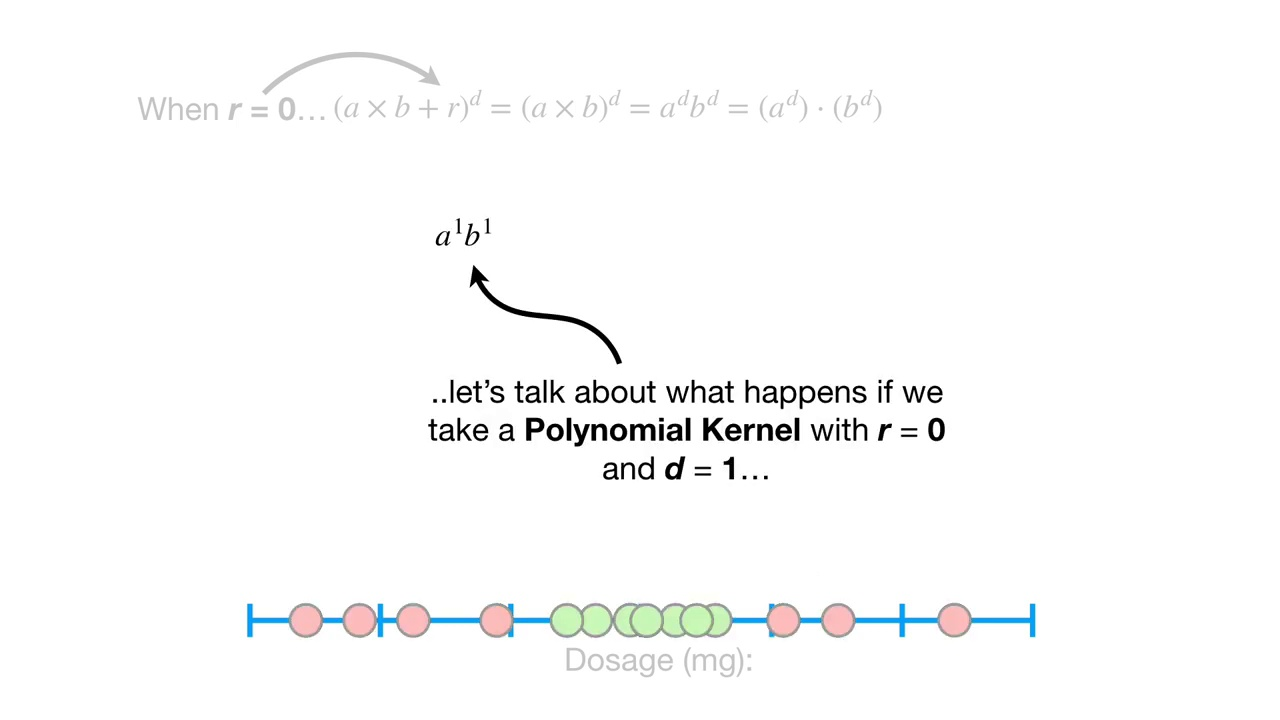 When r = 0… (a × b + r)^d = (a × b)^d = a^d b^d = (a^d) · (b^d)
a^1 b^1
..let’s talk about what happens if we
take a Polynomial Kernel with r = 0
and d = 1…
Dosage (mg):